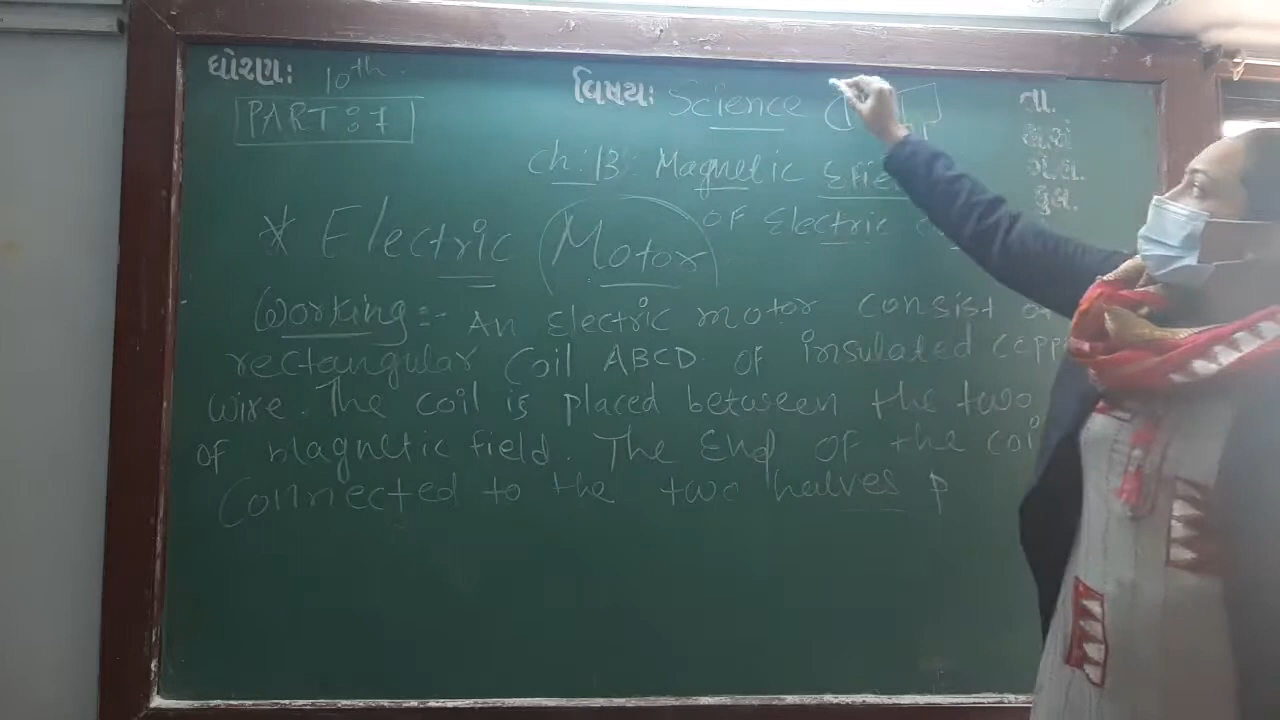 ધોરણ: 10th.
PART: 7
વિષય: Science
તા.
ch: 13: Magnetic
OF Electric
* Electric Motor
Working:- An Electric motor consist of
rectangular Coil ABCD of insulated copp
wire. The coil is placed between the two
of Magnetic field. The End of the coi
Connected to the two halves p